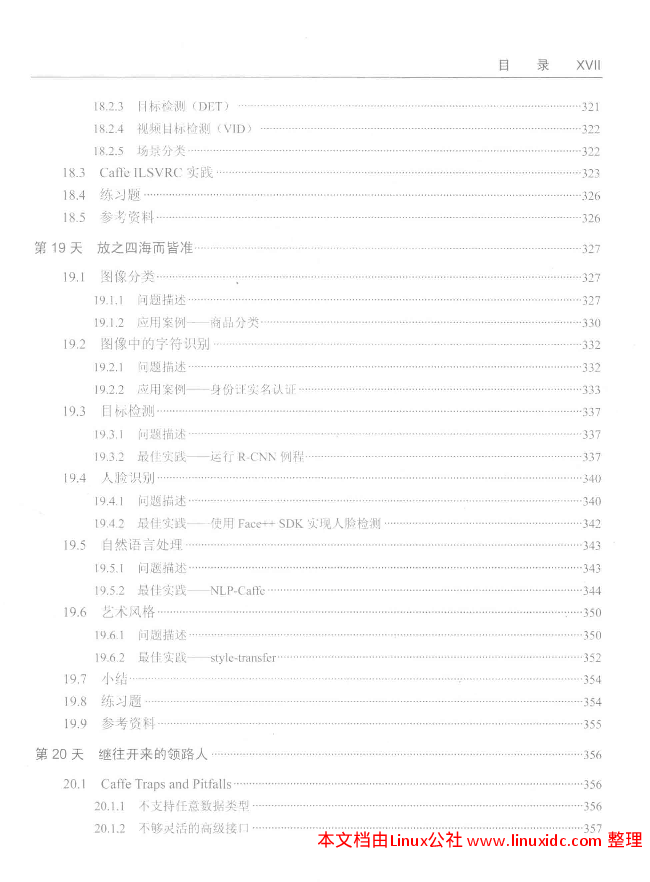 目 录 XVII
18.2.3 目标检测（DET） 321
18.2.4 视频目标检测（VID） 322
18.2.5 场景分类 322
18.3 Caffe ILSVRC 实践 323
18.4 练习题 326
18.5 参考资料 326
第 19 天 放之四海而皆准 327
19.1 图像分类 327
19.1.1 问题描述 327
19.1.2 应用案例——商品分类 330
19.2 图像中的字符识别 332
19.2.1 问题描述 332
19.2.2 应用案例——身份证实名认证 333
19.3 目标检测 337
19.3.1 问题描述 337
19.3.2 最佳实践——运行 R-CNN 例程 337
19.4 人脸识别 340
19.4.1 问题描述 340
19.4.2 最佳实践——使用 Face++ SDK 实现人脸检测 342
19.5 自然语言处理 343
19.5.1 问题描述 343
19.5.2 最佳实践——NLP-Caffe 344
19.6 艺术风格 350
19.6.1 问题描述 350
19.6.2 最佳实践——style-transfer 352
19.7 小结 354
19.8 练习题 354
19.9 参考资料 355
第 20 天 继往开来的领路人 356
20.1 Caffe Traps and Pitfalls 356
20.1.1 不支持任意数据类型 356
20.1.2 不够灵活的高级接口 357
本文档由Linux公社 www.linuxidc.com 整理